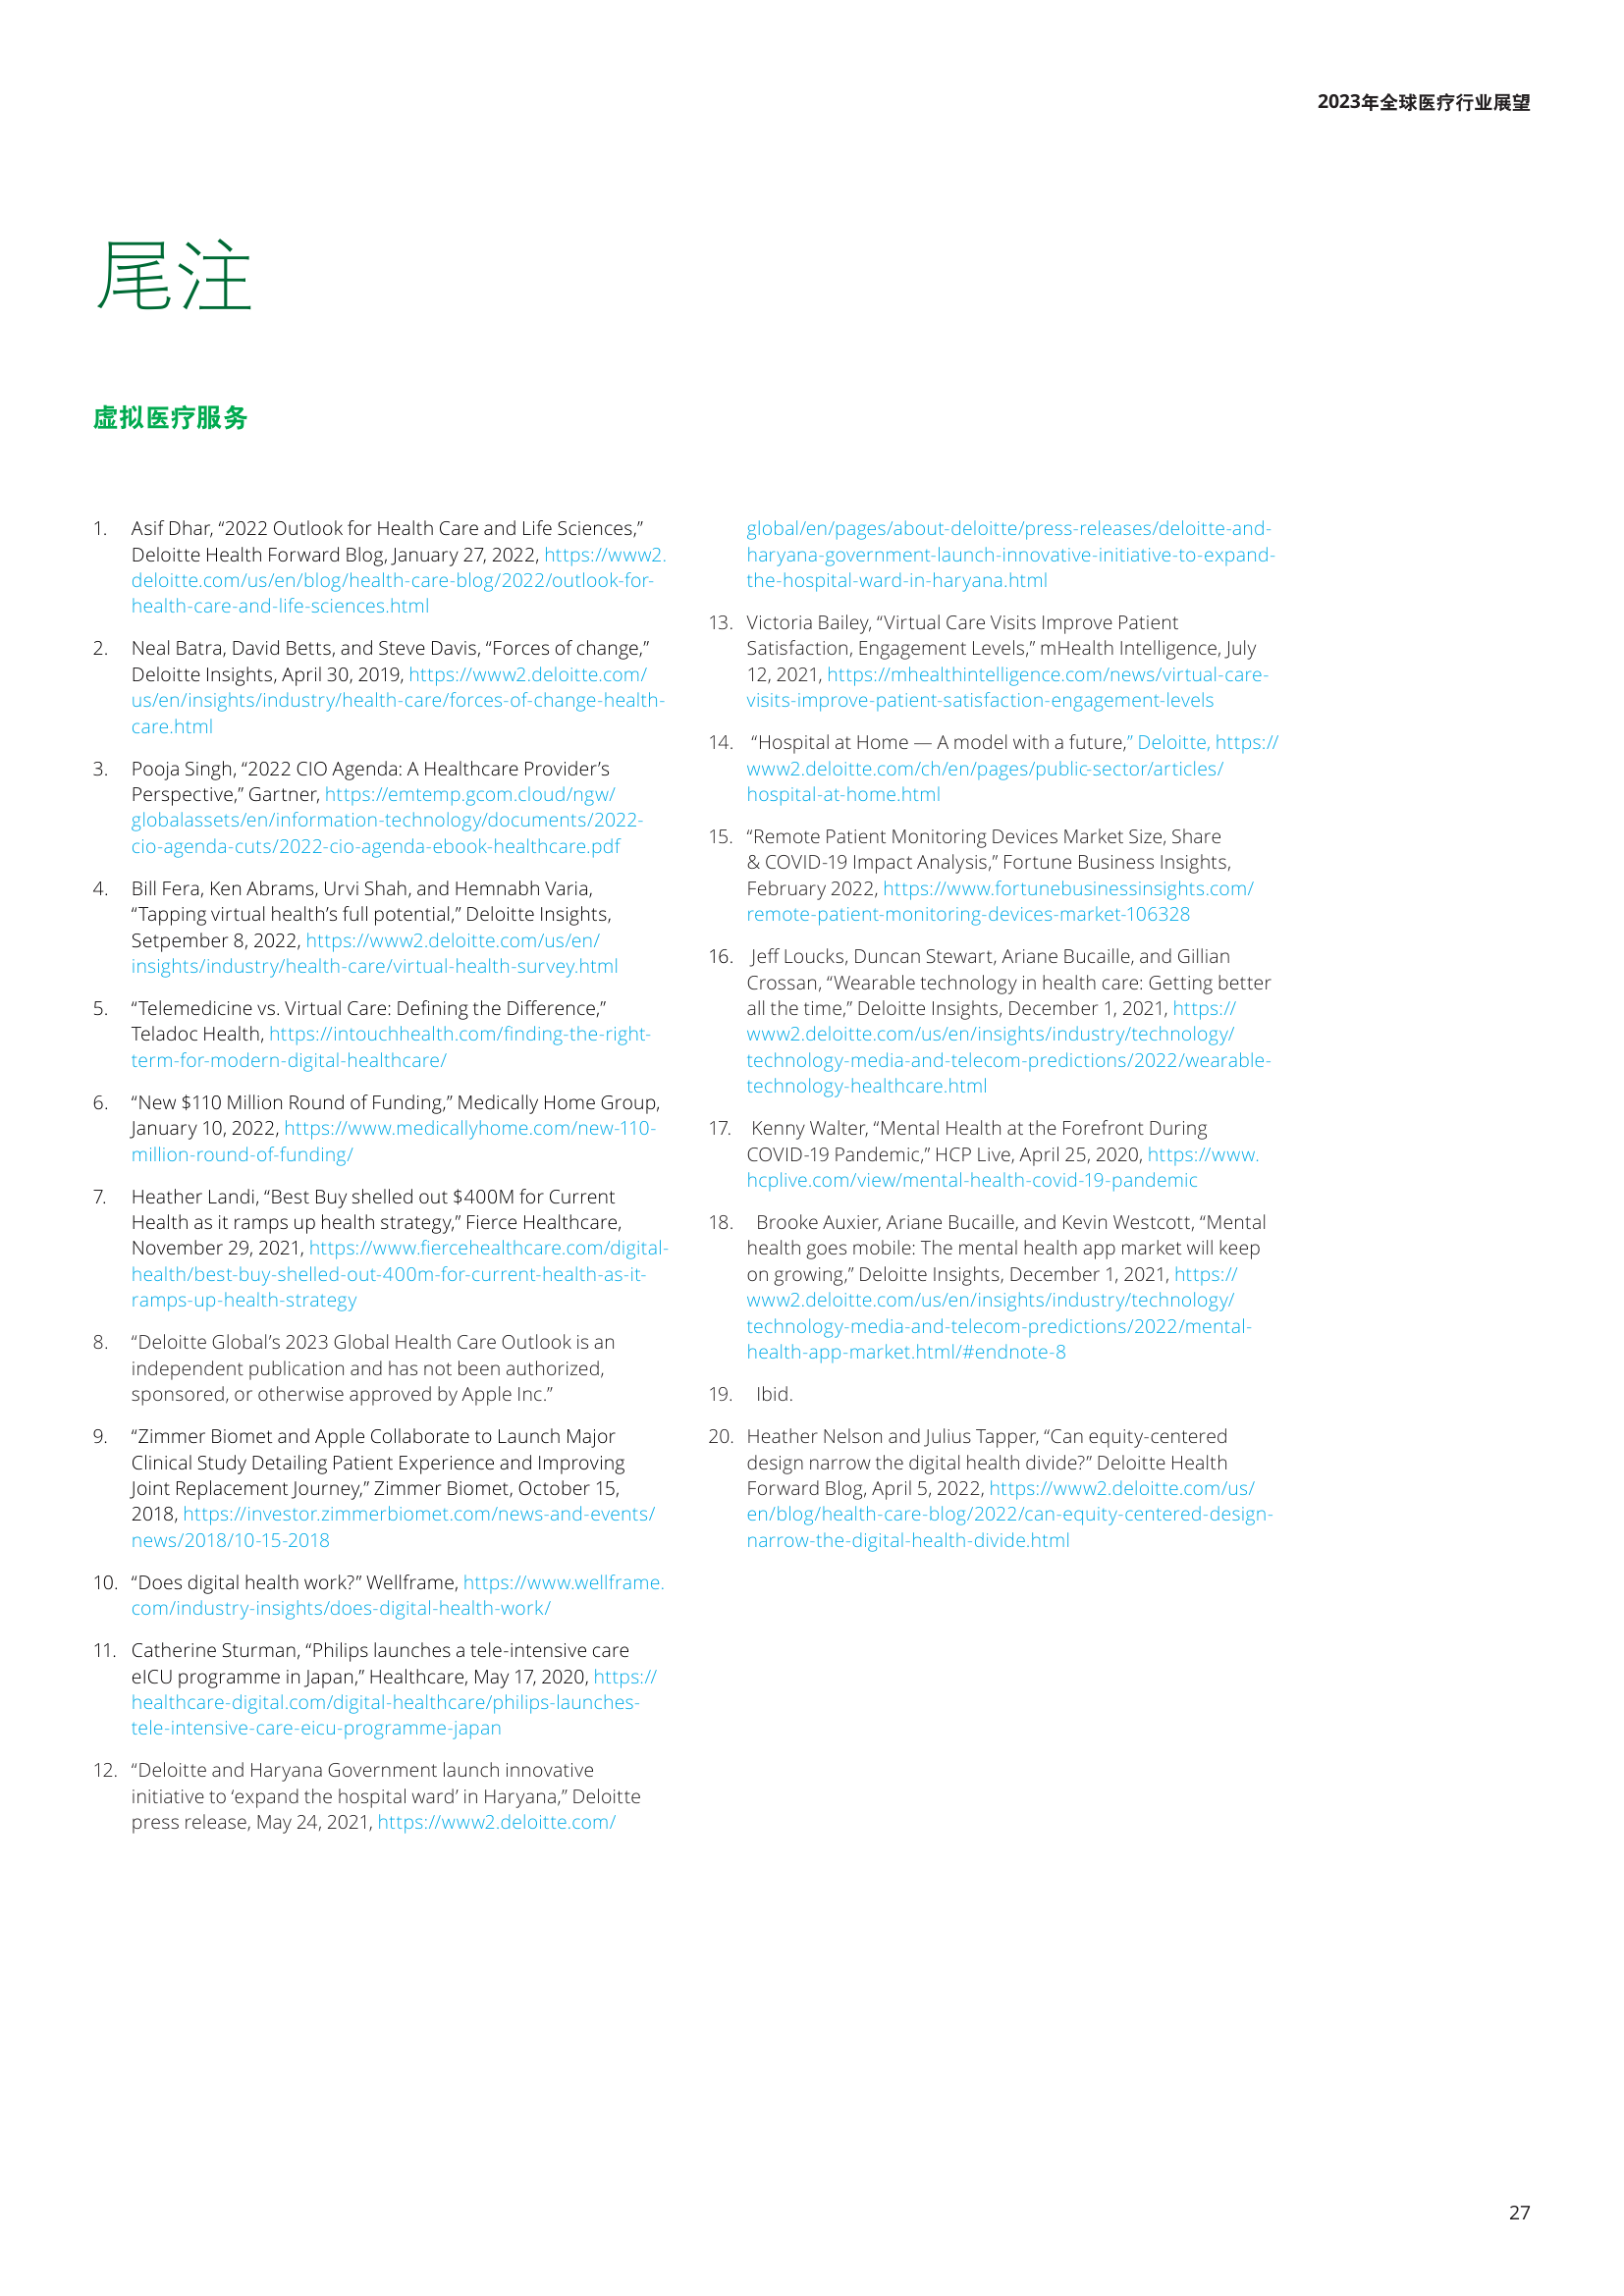 2023年全球医疗行业展望
尾注
虚拟医疗服务
1. Asif Dhar, “2022 Outlook for Health Care and Life Sciences,”
Deloitte Health Forward Blog, January 27, 2022, https://www2.
deloitte.com/us/en/blog/health-care-blog/2022/outlook-for-
health-care-and-life-sciences.html
2. Neal Batra, David Betts, and Steve Davis, “Forces of change,”
Deloitte Insights, April 30, 2019, https://www2.deloitte.com/
us/en/insights/industry/health-care/forces-of-change-health-
care.html
3. Pooja Singh, “2022 CIO Agenda: A Healthcare Provider’s
Perspective,” Gartner, https://emtemp.gcom.cloud/ngw/
globalassets/en/information-technology/documents/2022-
cio-agenda-cuts/2022-cio-agenda-ebook-healthcare.pdf
4. Bill Fera, Ken Abrams, Urvi Shah, and Hemnabh Varia,
“Tapping virtual health’s full potential,” Deloitte Insights,
Setpember 8, 2022, https://www2.deloitte.com/us/en/
insights/industry/health-care/virtual-health-survey.html
5. “Telemedicine vs. Virtual Care: Defining the Difference,”
Teladoc Health, https://intouchhealth.com/finding-the-right-
term-for-modern-digital-healthcare/
6. “New $110 Million Round of Funding,” Medically Home Group,
January 10, 2022, https://www.medicallyhome.com/new-110-
million-round-of-funding/
7. Heather Landi, “Best Buy shelled out $400M for Current
Health as it ramps up health strategy,” Fierce Healthcare,
November 29, 2021, https://www.fiercehealthcare.com/digital-
health/best-buy-shelled-out-400m-for-current-health-as-it-
ramps-up-health-strategy
8. “Deloitte Global’s 2023 Global Health Care Outlook is an
independent publication and has not been authorized,
sponsored, or otherwise approved by Apple Inc.”
9. “Zimmer Biomet and Apple Collaborate to Launch Major
Clinical Study Detailing Patient Experience and Improving
Joint Replacement Journey,” Zimmer Biomet, October 15,
2018, https://investor.zimmerbiomet.com/news-and-events/
news/2018/10-15-2018
10. “Does digital health work?” Wellframe, https://www.wellframe.
com/industry-insights/does-digital-health-work/
11. Catherine Sturman, “Philips launches a tele-intensive care
eICU programme in Japan,” Healthcare, May 17, 2020, https://
healthcare-digital.com/digital-healthcare/philips-launches-
tele-intensive-care-eicu-programme-japan
12. “Deloitte and Haryana Government launch innovative
initiative to ‘expand the hospital ward’ in Haryana,” Deloitte
press release, May 24, 2021, https://www2.deloitte.com/
global/en/pages/about-deloitte/press-releases/deloitte-and-
haryana-government-launch-innovative-initiative-to-expand-
the-hospital-ward-in-haryana.html
13. Victoria Bailey, “Virtual Care Visits Improve Patient
Satisfaction, Engagement Levels,” mHealth Intelligence, July
12, 2021, https://mhealthintelligence.com/news/virtual-care-
visits-improve-patient-satisfaction-engagement-levels
14. “Hospital at Home — A model with a future,” Deloitte, https://
www2.deloitte.com/ch/en/pages/public-sector/articles/
hospital-at-home.html
15. “Remote Patient Monitoring Devices Market Size, Share
& COVID-19 Impact Analysis,” Fortune Business Insights,
February 2022, https://www.fortunebusinessinsights.com/
remote-patient-monitoring-devices-market-106328
16. Jeff Loucks, Duncan Stewart, Ariane Bucaille, and Gillian
Crossan, “Wearable technology in health care: Getting better
all the time,” Deloitte Insights, December 1, 2021, https://
www2.deloitte.com/us/en/insights/industry/technology/
technology-media-and-telecom-predictions/2022/wearable-
technology-healthcare.html
17. Kenny Walter, “Mental Health at the Forefront During
COVID-19 Pandemic,” HCP Live, April 25, 2020, https://www.
hcplive.com/view/mental-health-covid-19-pandemic
18. Brooke Auxier, Ariane Bucaille, and Kevin Westcott, “Mental
health goes mobile: The mental health app market will keep
on growing,” Deloitte Insights, December 1, 2021, https://
www2.deloitte.com/us/en/insights/industry/technology/
technology-media-and-telecom-predictions/2022/mental-
health-app-market.html/#endnote-8
19. Ibid.
20. Heather Nelson and Julius Tapper, “Can equity-centered
design narrow the digital health divide?” Deloitte Health
Forward Blog, April 5, 2022, https://www2.deloitte.com/us/
en/blog/health-care-blog/2022/can-equity-centered-design-
narrow-the-digital-health-divide.html
27